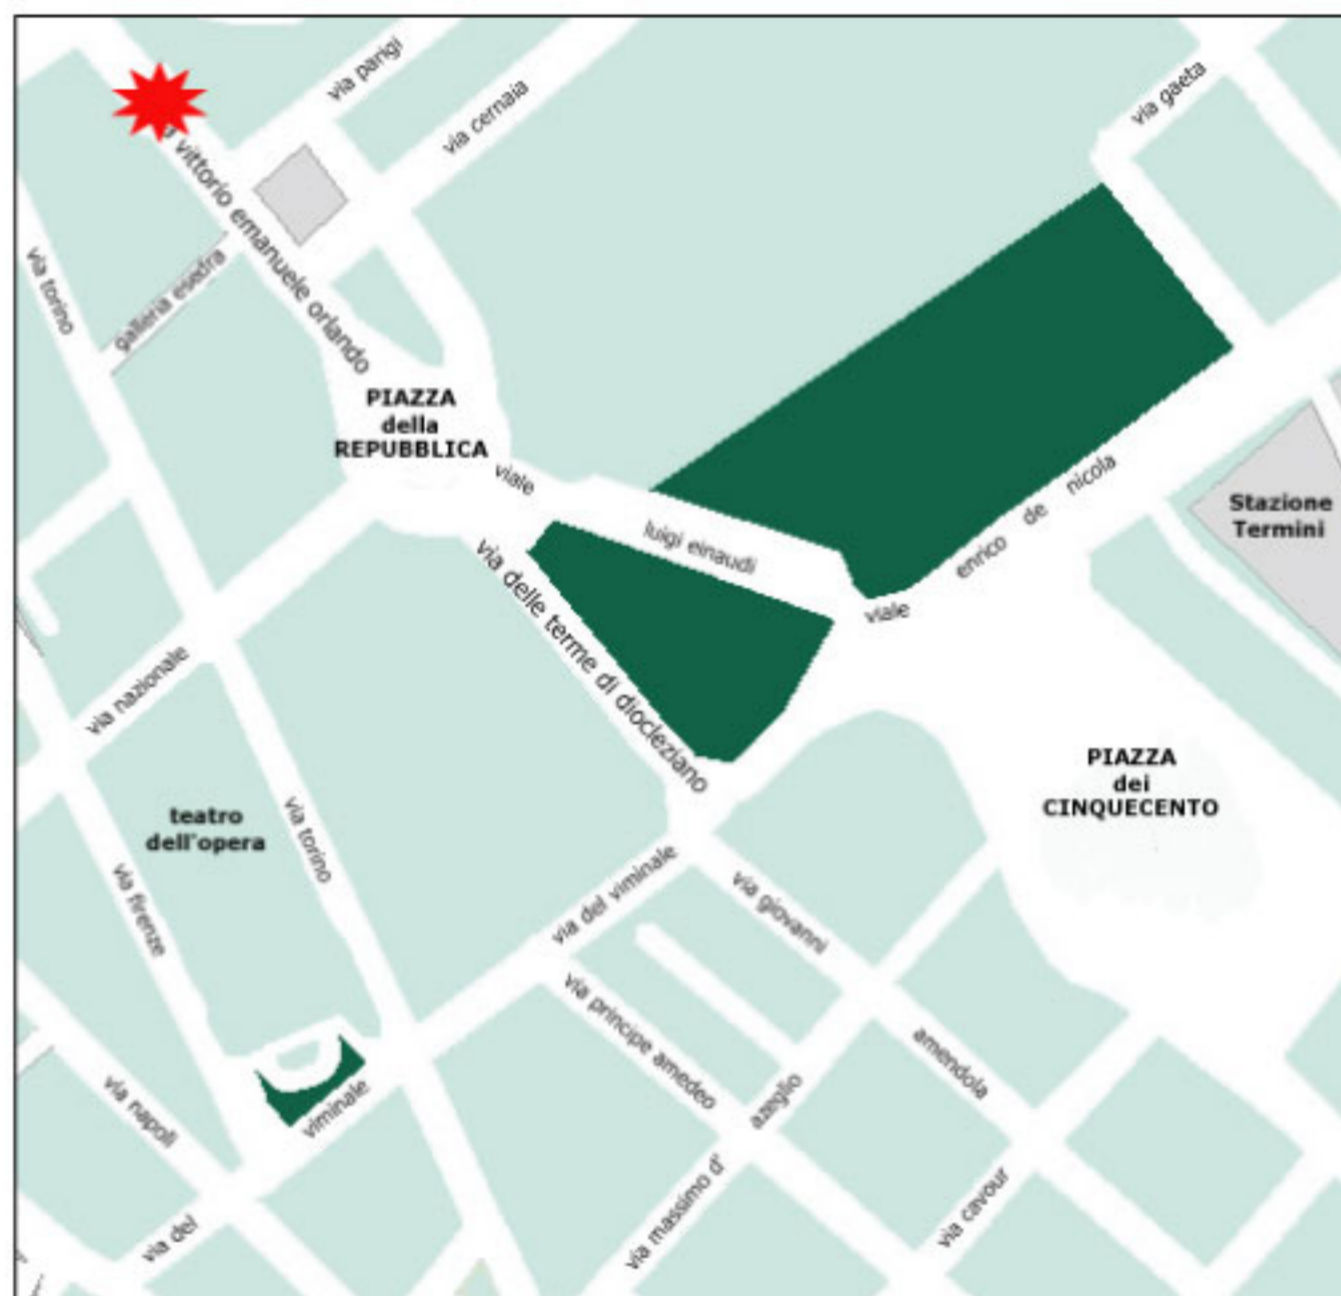 via parigi
via cernaia
via gaeta
vittorio emanuele orlando
via torino
galleria esedra
PIAZZA
della
REPUBBLICA
viale
luigi einaudi
viale
enrico de nicola
Stazione
Termini
via delle terme di diocleziano
via nazionale
PIAZZA
dei
CINQUECENTO
teatro
dell'opera
via torino
via firenze
via del viminale
via giovanni
amendola
via principe amedeo
via napoli
viminale
via del
via massimo d'
azeglio
via cavour